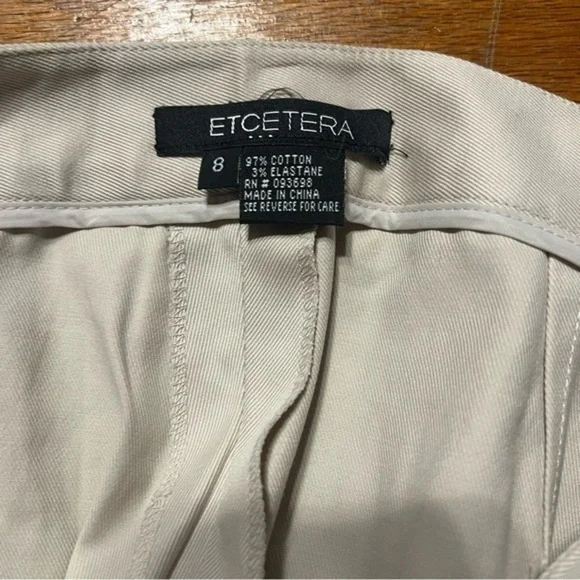 ETCETERA
8
97% COTTON
3% ELASTANE
RN # 093698
MADE IN CHINA
SEE REVERSE FOR CARE